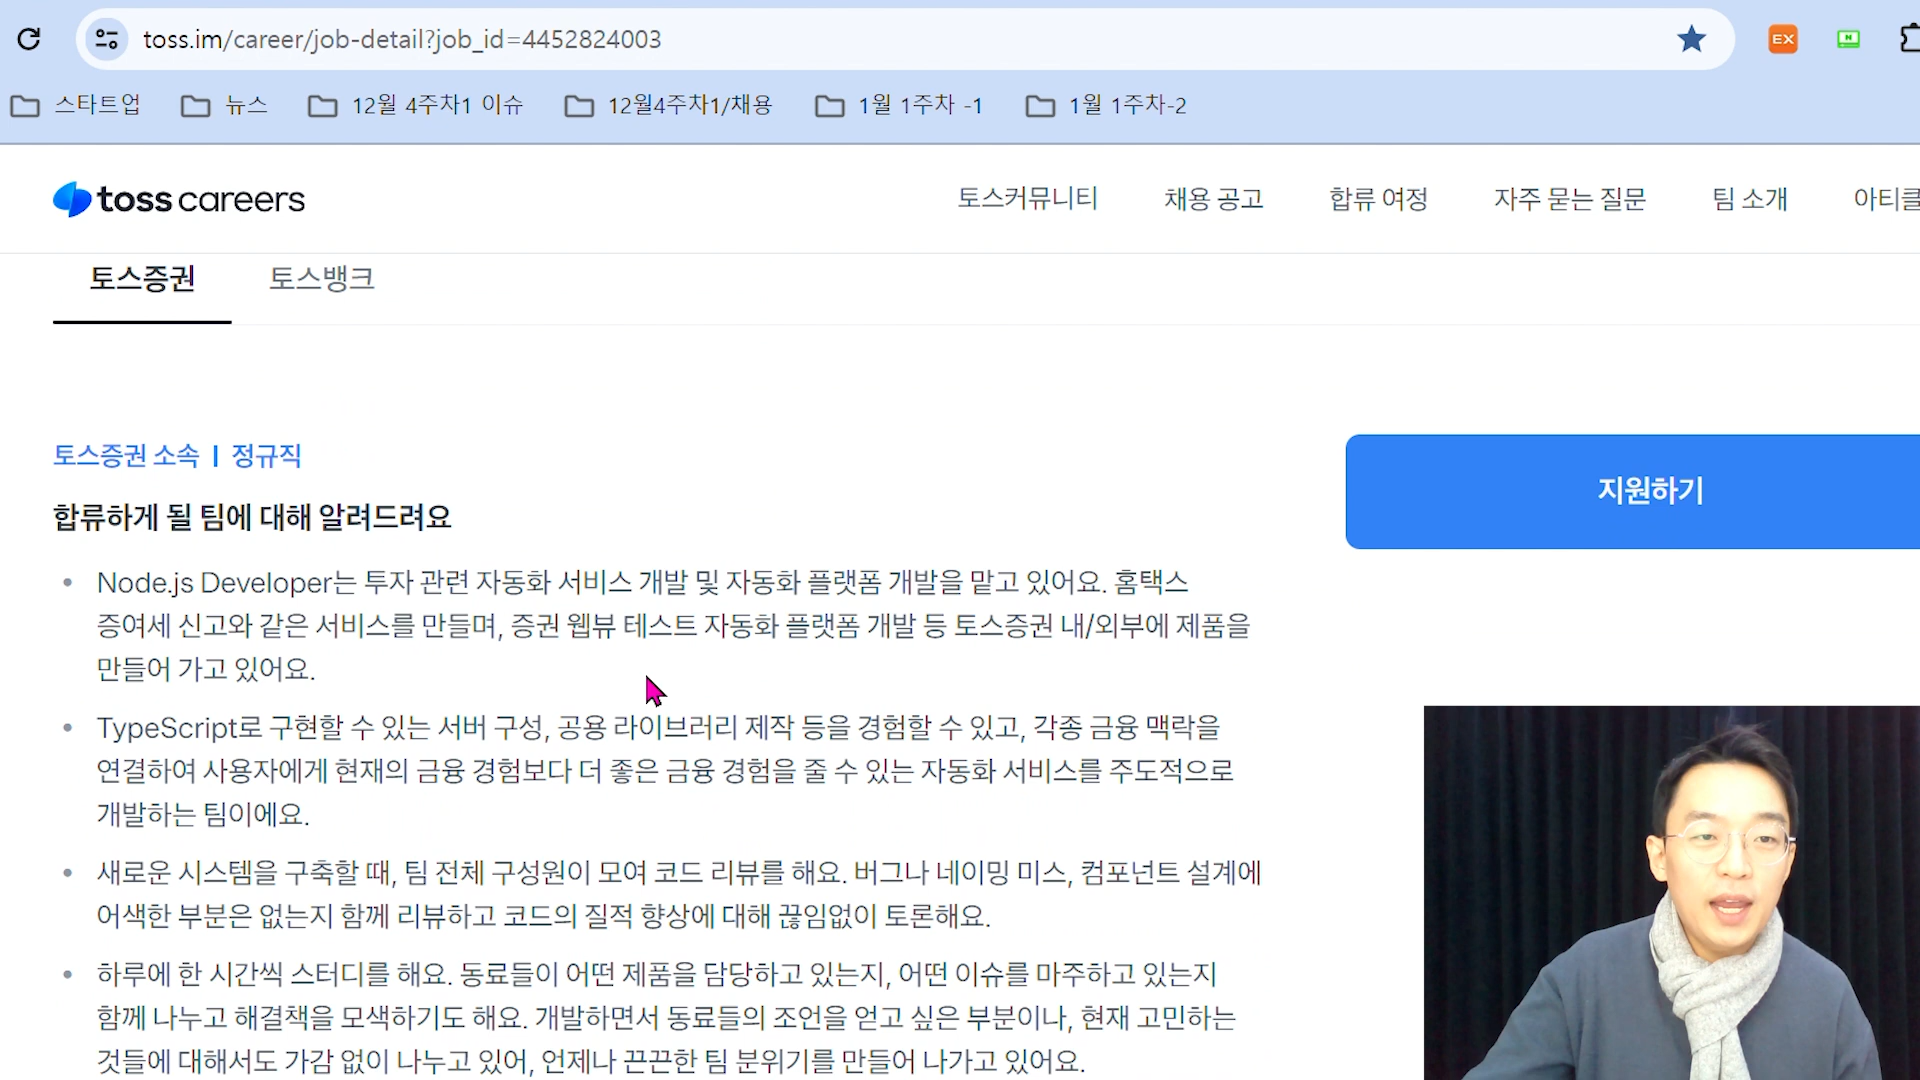 toss.im/career/job-detail?job_id=4452824003
EX
N
스타트업
뉴스
12월 4주차1 이슈
12월4주차1/채용
1월 1주차 -1
1월 1주차-2
toss careers
토스커뮤니티
채용 공고
합류 여정
자주 묻는 질문
팀 소개
아티클
토스증권
토스뱅크
토스증권 소속 | 정규직
지원하기
합류하게 될 팀에 대해 알려드려요
• Node.js Developer는 투자 관련 자동화 서비스 개발 및 자동화 플랫폼 개발을 맡고 있어요. 홈택스
증여세 신고와 같은 서비스를 만들며, 증권 웹뷰 테스트 자동화 플랫폼 개발 등 토스증권 내/외부에 제품을
만들어 가고 있어요.
• TypeScript로 구현할 수 있는 서버 구성, 공용 라이브러리 제작 등을 경험할 수 있고, 각종 금융 맥락을
연결하여 사용자에게 현재의 금융 경험보다 더 좋은 금융 경험을 줄 수 있는 자동화 서비스를 주도적으로
개발하는 팀이에요.
• 새로운 시스템을 구축할 때, 팀 전체 구성원이 모여 코드 리뷰를 해요. 버그나 네이밍 미스, 컴포넌트 설계에
어색한 부분은 없는지 함께 리뷰하고 코드의 질적 향상에 대해 끊임없이 토론해요.
• 하루에 한 시간씩 스터디를 해요. 동료들이 어떤 제품을 담당하고 있는지, 어떤 이슈를 마주하고 있는지
함께 나누고 해결책을 모색하기도 해요. 개발하면서 동료들의 조언을 얻고 싶은 부분이나, 현재 고민하는
것들에 대해서도 가감 없이 나누고 있어, 언제나 끈끈한 팀 분위기를 만들어 나가고 있어요.